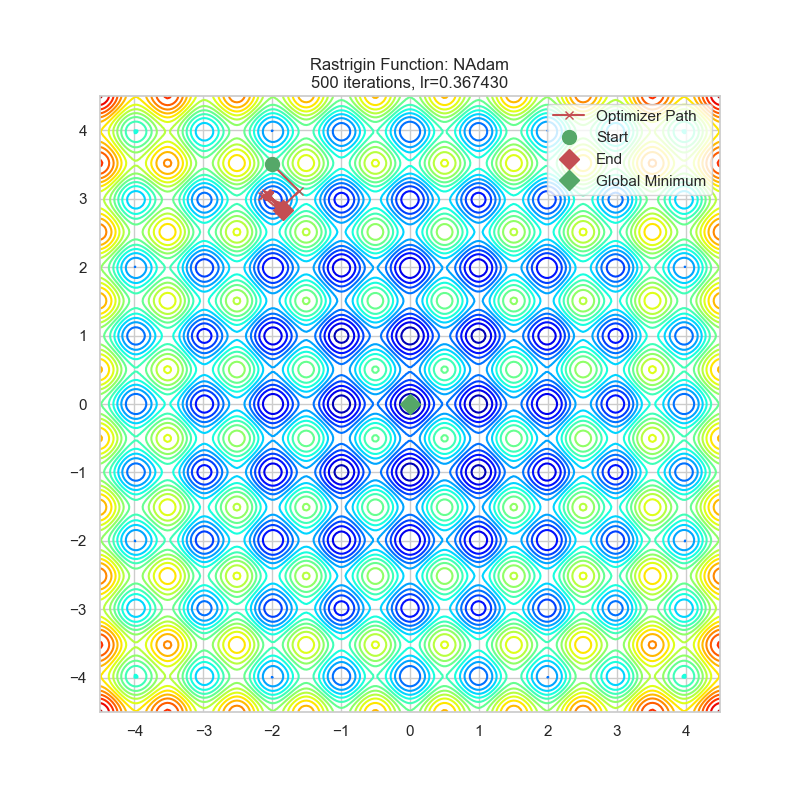 Rastrigin Function: NAdam
500 iterations, lr=0.367430
Optimizer Path
Start
End
Global Minimum
4
3
2
1
0
−1
−2
−3
−4
−4 −3 −2 −1 0 1 2 3 4